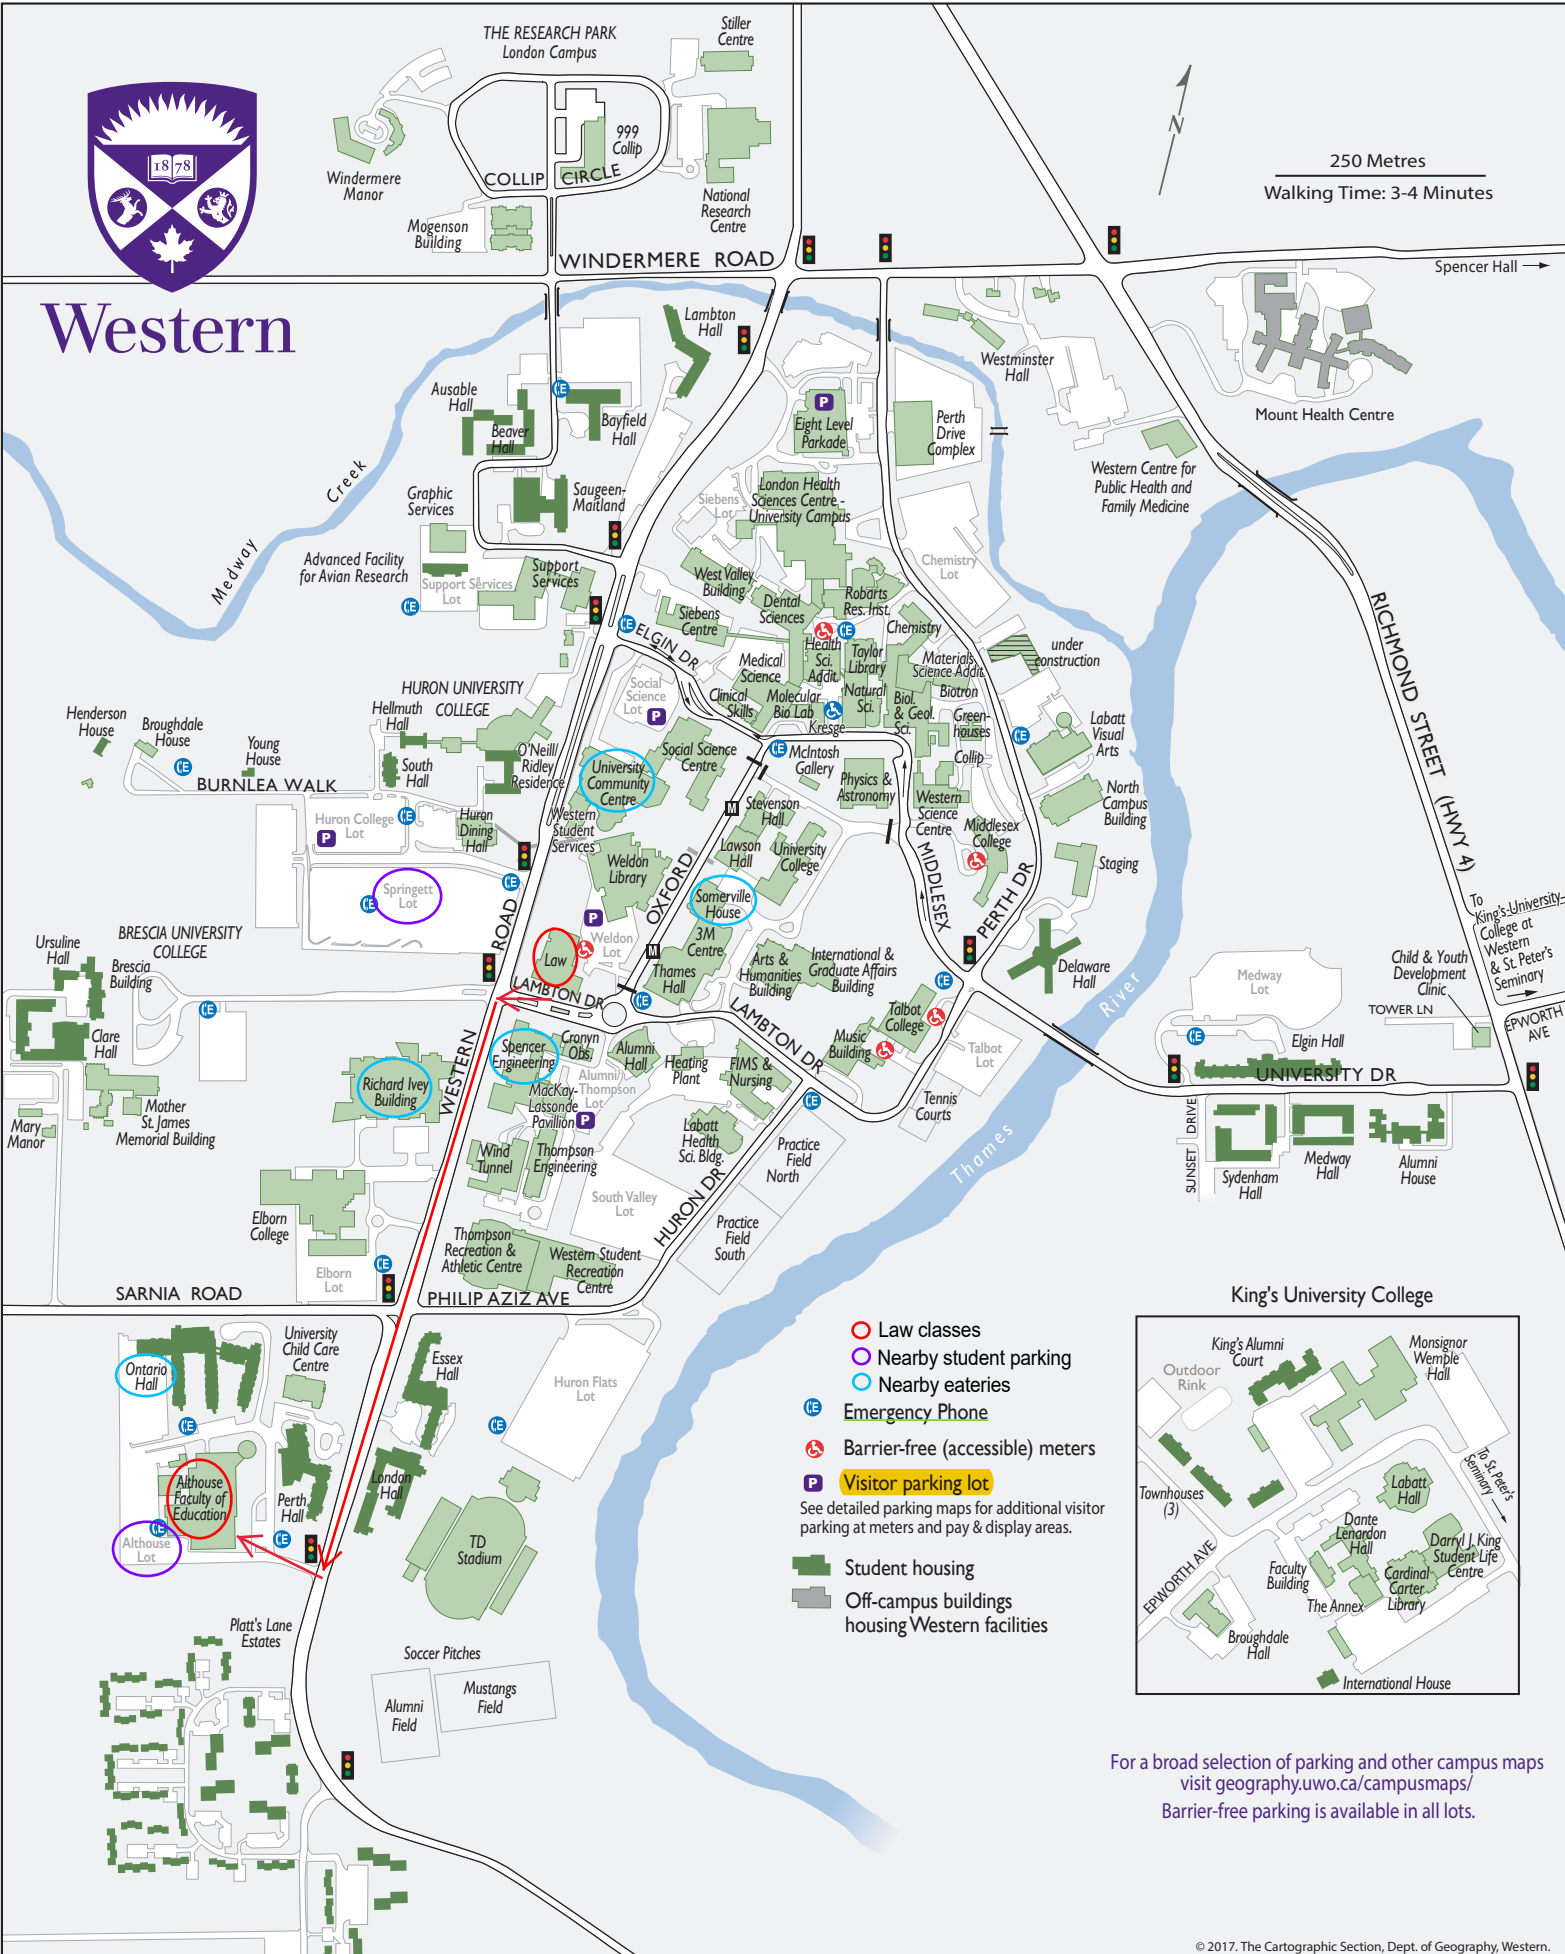 THE RESEARCH PARK
London Campus
Stiller
Centre
1878
Western
Windermere
Manor
999
Collip
COLLIP CIRCLE
Mogenson
Building
National
Research
Centre
N
250 Metres
Walking Time: 3-4 Minutes
WINDERMERE ROAD
Spencer Hall
Lambton
Hall
Westminster
Hall
Mount Health Centre
Ausable
Hall
Beaver
Hall
Bayfield
Hall
Eight Level
Parkade
P
Perth
Drive
Complex
Western Centre for
Public Health and
Family Medicine
Medway Creek
Graphic
Services
Saugeen-
Maitland
Siebens
Lot
London Health
Sciences Centre -
University Campus
Chemistry
Lot
Advanced Facility
for Avian Research
Support Services
Lot
Support
Services
West Valley
Building
Dental
Sciences
Robarts
Res. Inst.
Siebens
Centre
Chemistry
ELGIN DR
Health
Sci.
Addit.
Taylor
Library
Materials
Science Addit.
Biotron
under
construction
RICHMOND STREET (HWY 4)
Medical
Science
Social
Science
Lot
P
Clinical
Skills
Molecular
Bio Lab
Natural
Sci.
Biol.
& Geol.
Sci.
Kresge
Green-
houses
Collip
Labatt
Visual
Arts
HURON UNIVERSITY
COLLEGE
Hellmuth
Hall
Henderson
House
Broughdale
House
Young
House
South
Hall
O'Neill/
Ridley
Residence
BURNLEA WALK
University
Community
Centre
Social Science
Centre
McIntosh
Gallery
Physics &
Astronomy
Western
Science
Centre
North
Campus
Building
Huron College
Lot
P
Huron
Dining
Hall
Western
Student
Services
Stevenson
Hall
Lawson
Hall
University
College
Middlesex
College
Staging
M
Weldon
Library
OXFORD
MIDDLESEX
PERTH DR
Springett
Lot
Somerville
House
P
Weldon
Lot
3M
Centre
M
Law
Thames
Hall
Arts &
Humanities
Building
International &
Graduate Affairs
Building
Delaware
Hall
To
King's University
College at
Western
& St. Peter's
Seminary
Ursuline
Hall
BRESCIA UNIVERSITY
COLLEGE
Brescia
Building
Clare
Hall
WESTERN ROAD
LAMBTON DR
LAMBTON DR
Talbot
College
Music
Building
Talbot
Lot
Medway
Lot
Child & Youth
Development
Clinic
TOWER LN
EPWORTH
AVE
Elgin Hall
UNIVERSITY DR
Spencer
Engineering
Cronyn
Obs.
Alumni
Hall
Heating
Plant
FIMS &
Nursing
Alumni/
Thompson
Lot
P
MacKay-
Lassonde
Pavillion
Richard Ivey
Building
Mother
St. James
Memorial Building
Mary
Manor
Tennis
Courts
Labatt
Health
Sci. Bldg.
Practice
Field
North
Wind
Tunnel
Thompson
Engineering
South Valley
Lot
HURON DR
Practice
Field
South
Thames River
SUNSET DRIVE
Sydenham
Hall
Medway
Hall
Alumni
House
Elborn
College
Elborn
Lot
Thompson
Recreation &
Athletic Centre
Western Student
Recreation
Centre
SARNIA ROAD
PHILIP AZIZ AVE
Ontario
Hall
University
Child Care
Centre
Essex
Hall
Huron Flats
Lot
Althouse
Faculty of
Education
Perth
Hall
London
Hall
Althouse
Lot
TD
Stadium
Platt's Lane
Estates
Soccer Pitches
Alumni
Field
Mustangs
Field
Law classes
Nearby student parking
Nearby eateries
Emergency Phone
Barrier-free (accessible) meters
P
Visitor parking lot
See detailed parking maps for additional visitor
parking at meters and pay & display areas.
Student housing
Off-campus buildings
housing Western facilities
King's University College
King's Alumni
Court
Monsignor
Wemple
Hall
Outdoor
Rink
To St. Peter's
Seminary
Townhouses
(3)
Labatt
Hall
Dante
Lenardon
Hall
Darryl J. King
Student Life
Centre
Faculty
Building
Cardinal
Carter
Library
The Annex
EPWORTH AVE
Broughdale
Hall
International House
For a broad selection of parking and other campus maps
visit geography.uwo.ca/campusmaps/
Barrier-free parking is available in all lots.
© 2017. The Cartographic Section, Dept. of Geography, Western.